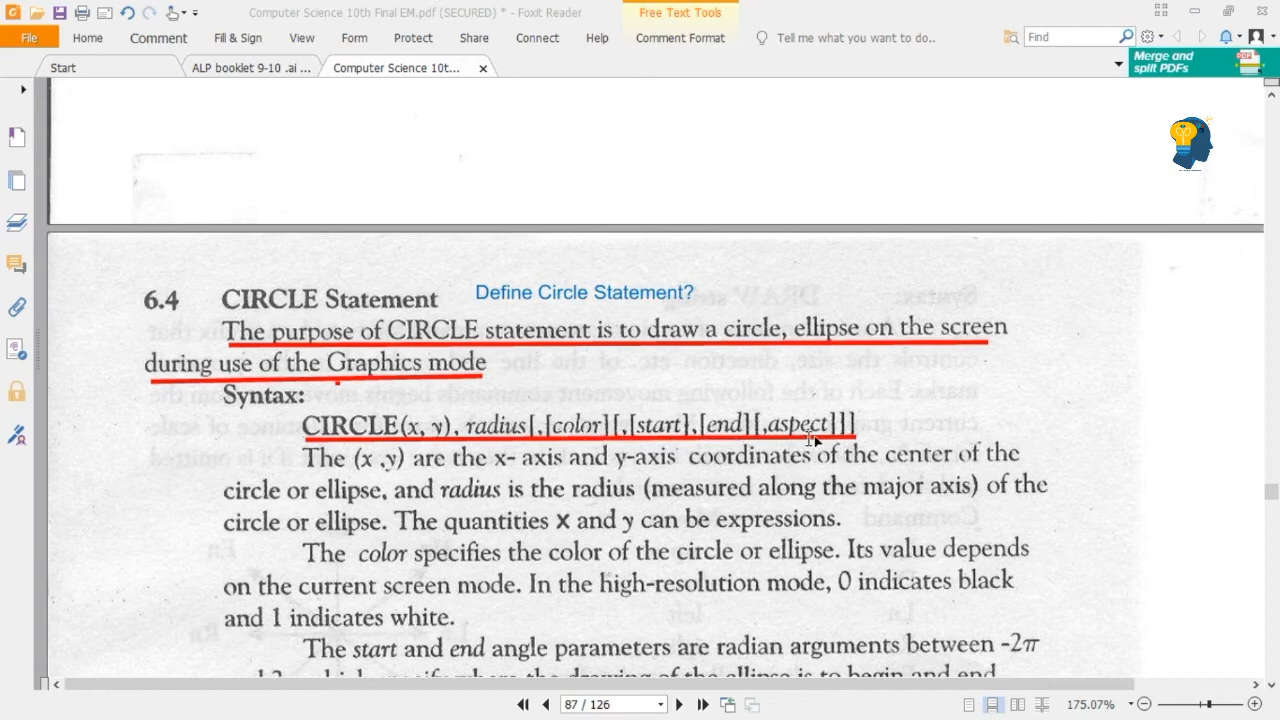 Computer Science 10th Final EM.pdf (SECURED) * - Foxit Reader
Free Text Tools
File Home Comment Fill & Sign View Form Protect Share Connect Help Comment Format Tell me what you want to do.. Find
Start ALP booklet 9-10 .ai ... Computer Science 10t...
Merge and
split PDFs
6.4 CIRCLE Statement Define Circle Statement?
The purpose of CIRCLE statement is to draw a circle, ellipse on the screen
during use of the Graphics mode
Syntax:
CIRCLE(x, y), radius[,[color][,[start],[end][,aspect]]]
The (x ,y) are the x- axis and y-axis coordinates of the center of the
circle or ellipse, and radius is the radius (measured along the major axis) of the
circle or ellipse. The quantities x and y can be expressions.
The color specifies the color of the circle or ellipse. Its value depends
on the current screen mode. In the high-resolution mode, 0 indicates black
and 1 indicates white.
The start and end angle parameters are radian arguments between -2π
87 / 126
175.07%